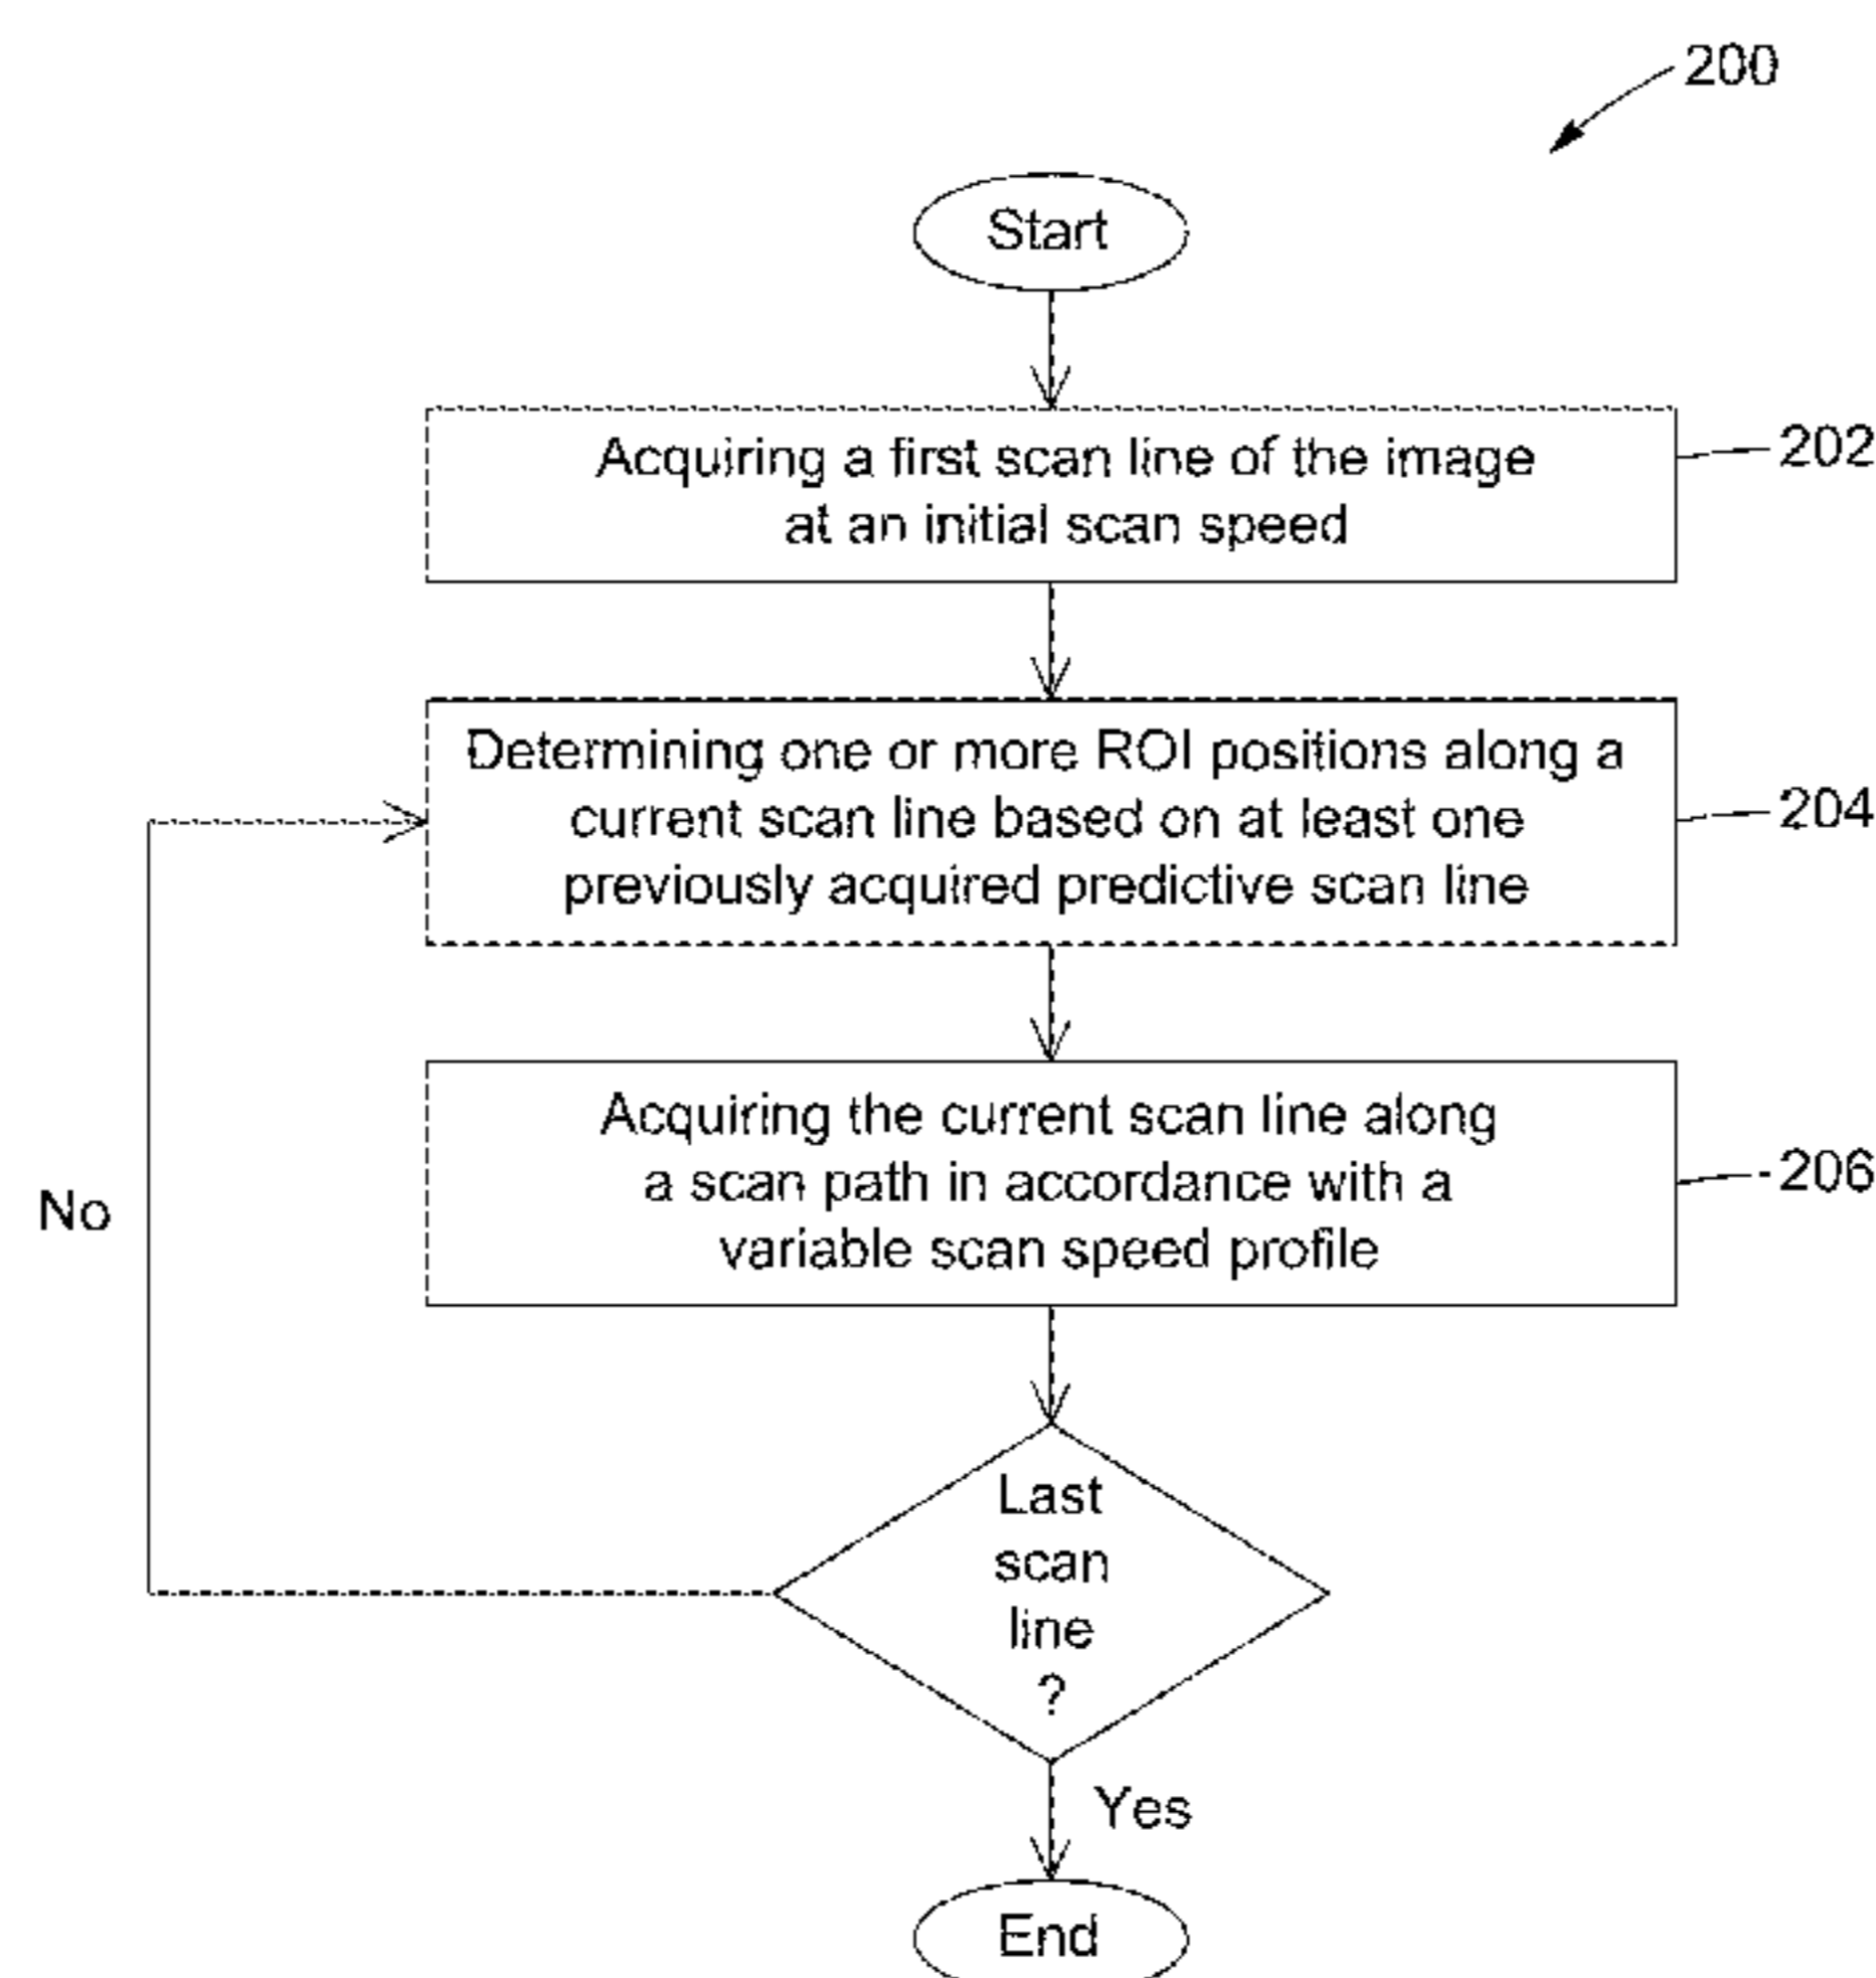 200
Start
Acquiring a first scan line of the image
at an initial scan speed
202
Determining one or more ROI positions along a
current scan line based on at least one
previously acquired predictive scan line
204
Acquiring the current scan line along
a scan path in accordance with a
variable scan speed profile
206
No
Last
scan
line
?
Yes
End